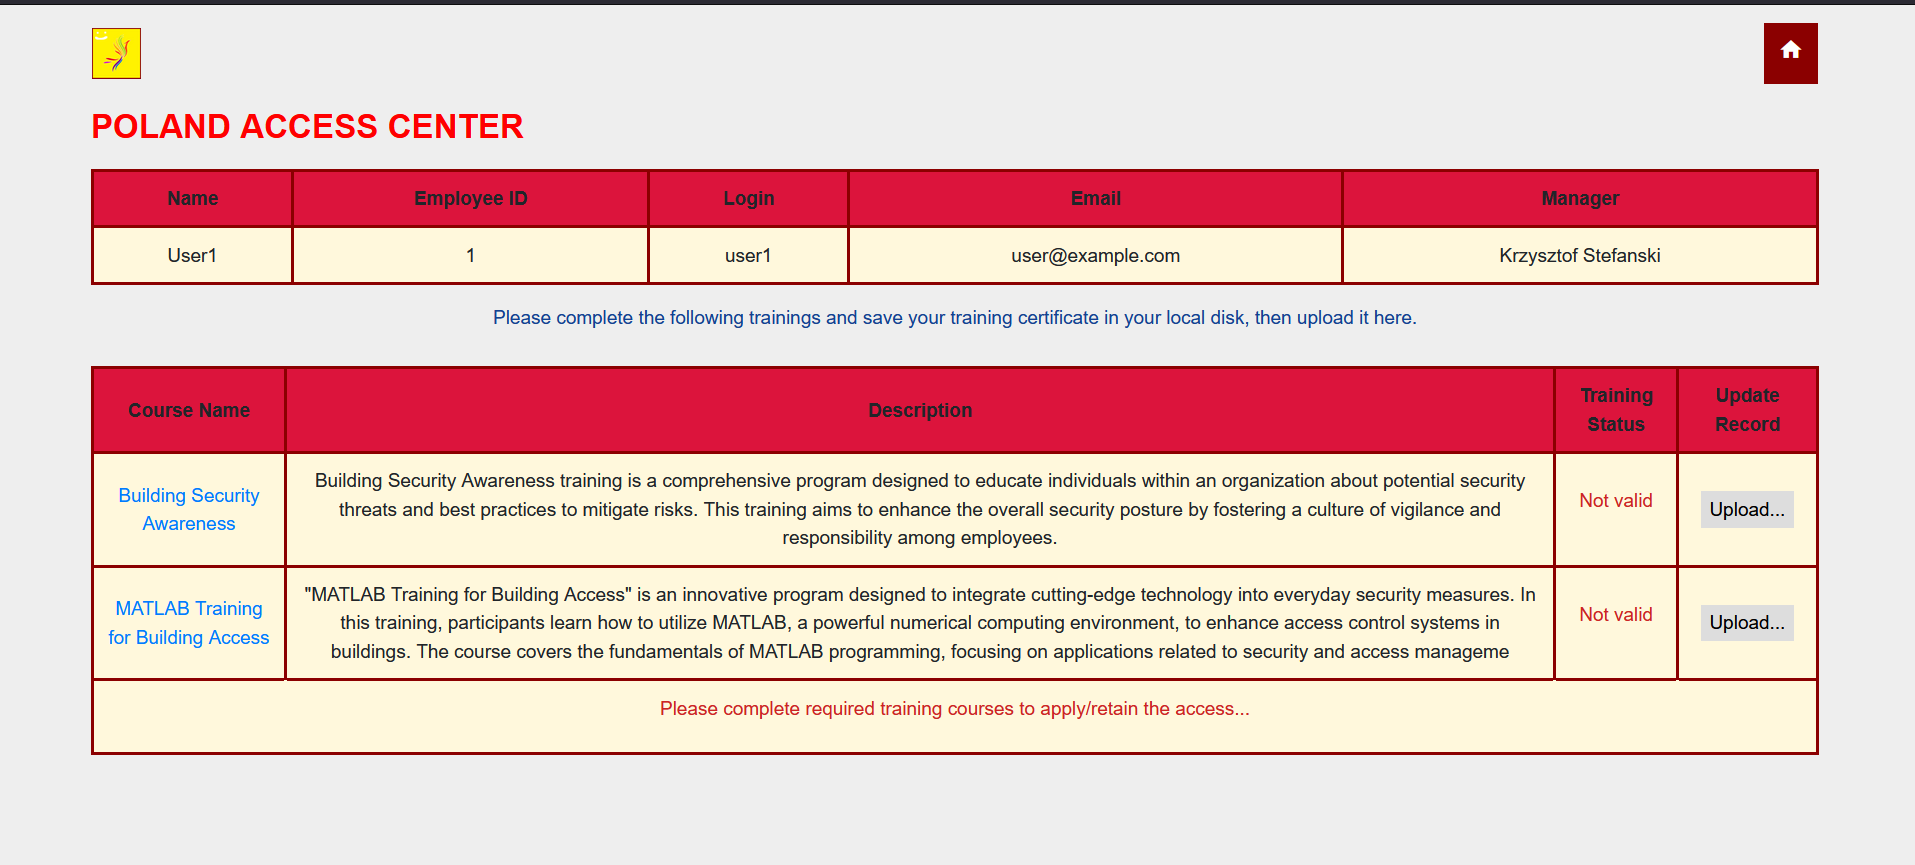 POLAND ACCESS CENTER
Name Employee ID Login Email Manager
User1 1 user1 user@example.com Krzysztof Stefanski
Please complete the following trainings and save your training certificate in your local disk, then upload it here.
Course Name Description Training Status Update Record
Building Security Awareness
Building Security Awareness training is a comprehensive program designed to educate individuals within an organization about potential security
threats and best practices to mitigate risks. This training aims to enhance the overall security posture by fostering a culture of vigilance and
responsibility among employees.
Not valid
Upload...
MATLAB Training
for Building Access
"MATLAB Training for Building Access" is an innovative program designed to integrate cutting-edge technology into everyday security measures. In
this training, participants learn how to utilize MATLAB, a powerful numerical computing environment, to enhance access control systems in
buildings. The course covers the fundamentals of MATLAB programming, focusing on applications related to security and access manageme
Not valid
Upload...
Please complete required training courses to apply/retain the access...